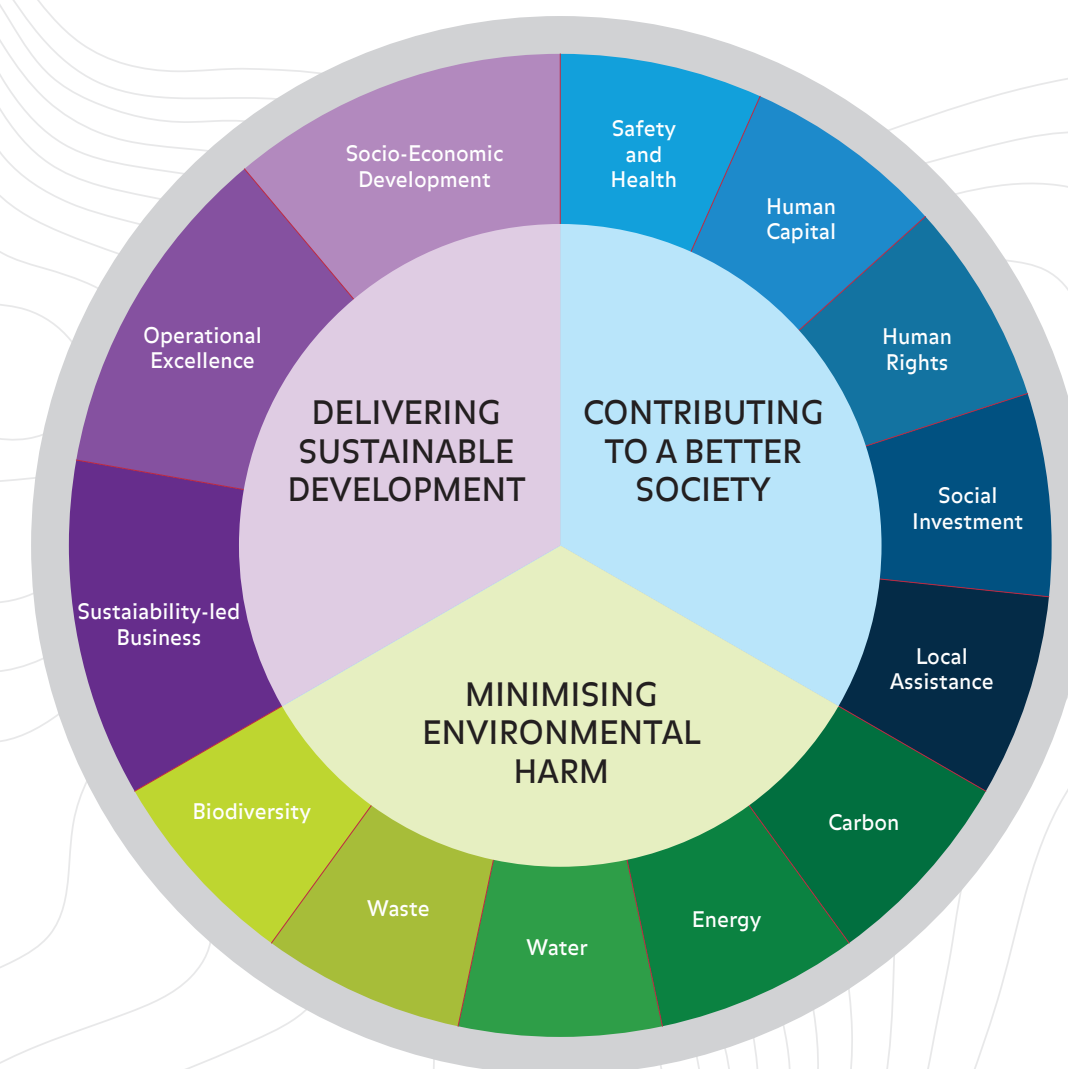 Socio-Economic
Development
Safety
and
Health
Human
Capital
Human
Rights
Social
Investment
Local
Assistance
Carbon
Energy
Water
Waste
Biodiversity
Sustaiability-led
Business
Operational
Excellence
DELIVERING
SUSTAINABLE
DEVELOPMENT
CONTRIBUTING
TO A BETTER
SOCIETY
MINIMISING
ENVIRONMENTAL
HARM